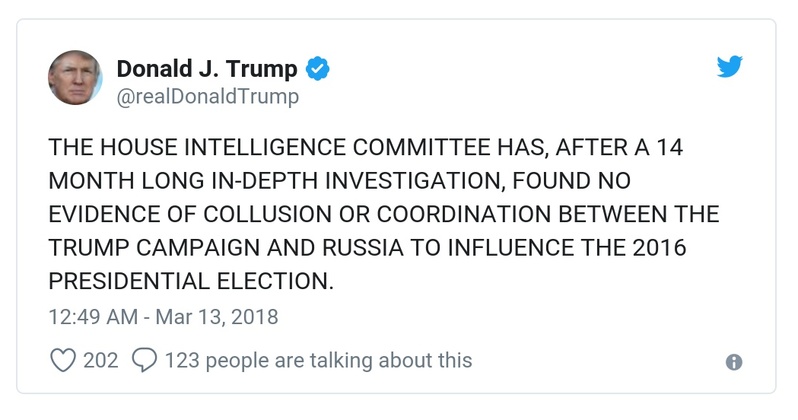 Donald J. Trump
@realDonaldTrump
THE HOUSE INTELLIGENCE COMMITTEE HAS, AFTER A 14
MONTH LONG IN-DEPTH INVESTIGATION, FOUND NO
EVIDENCE OF COLLUSION OR COORDINATION BETWEEN THE
TRUMP CAMPAIGN AND RUSSIA TO INFLUENCE THE 2016
PRESIDENTIAL ELECTION.
12:49 AM - Mar 13, 2018
202 123 people are talking about this